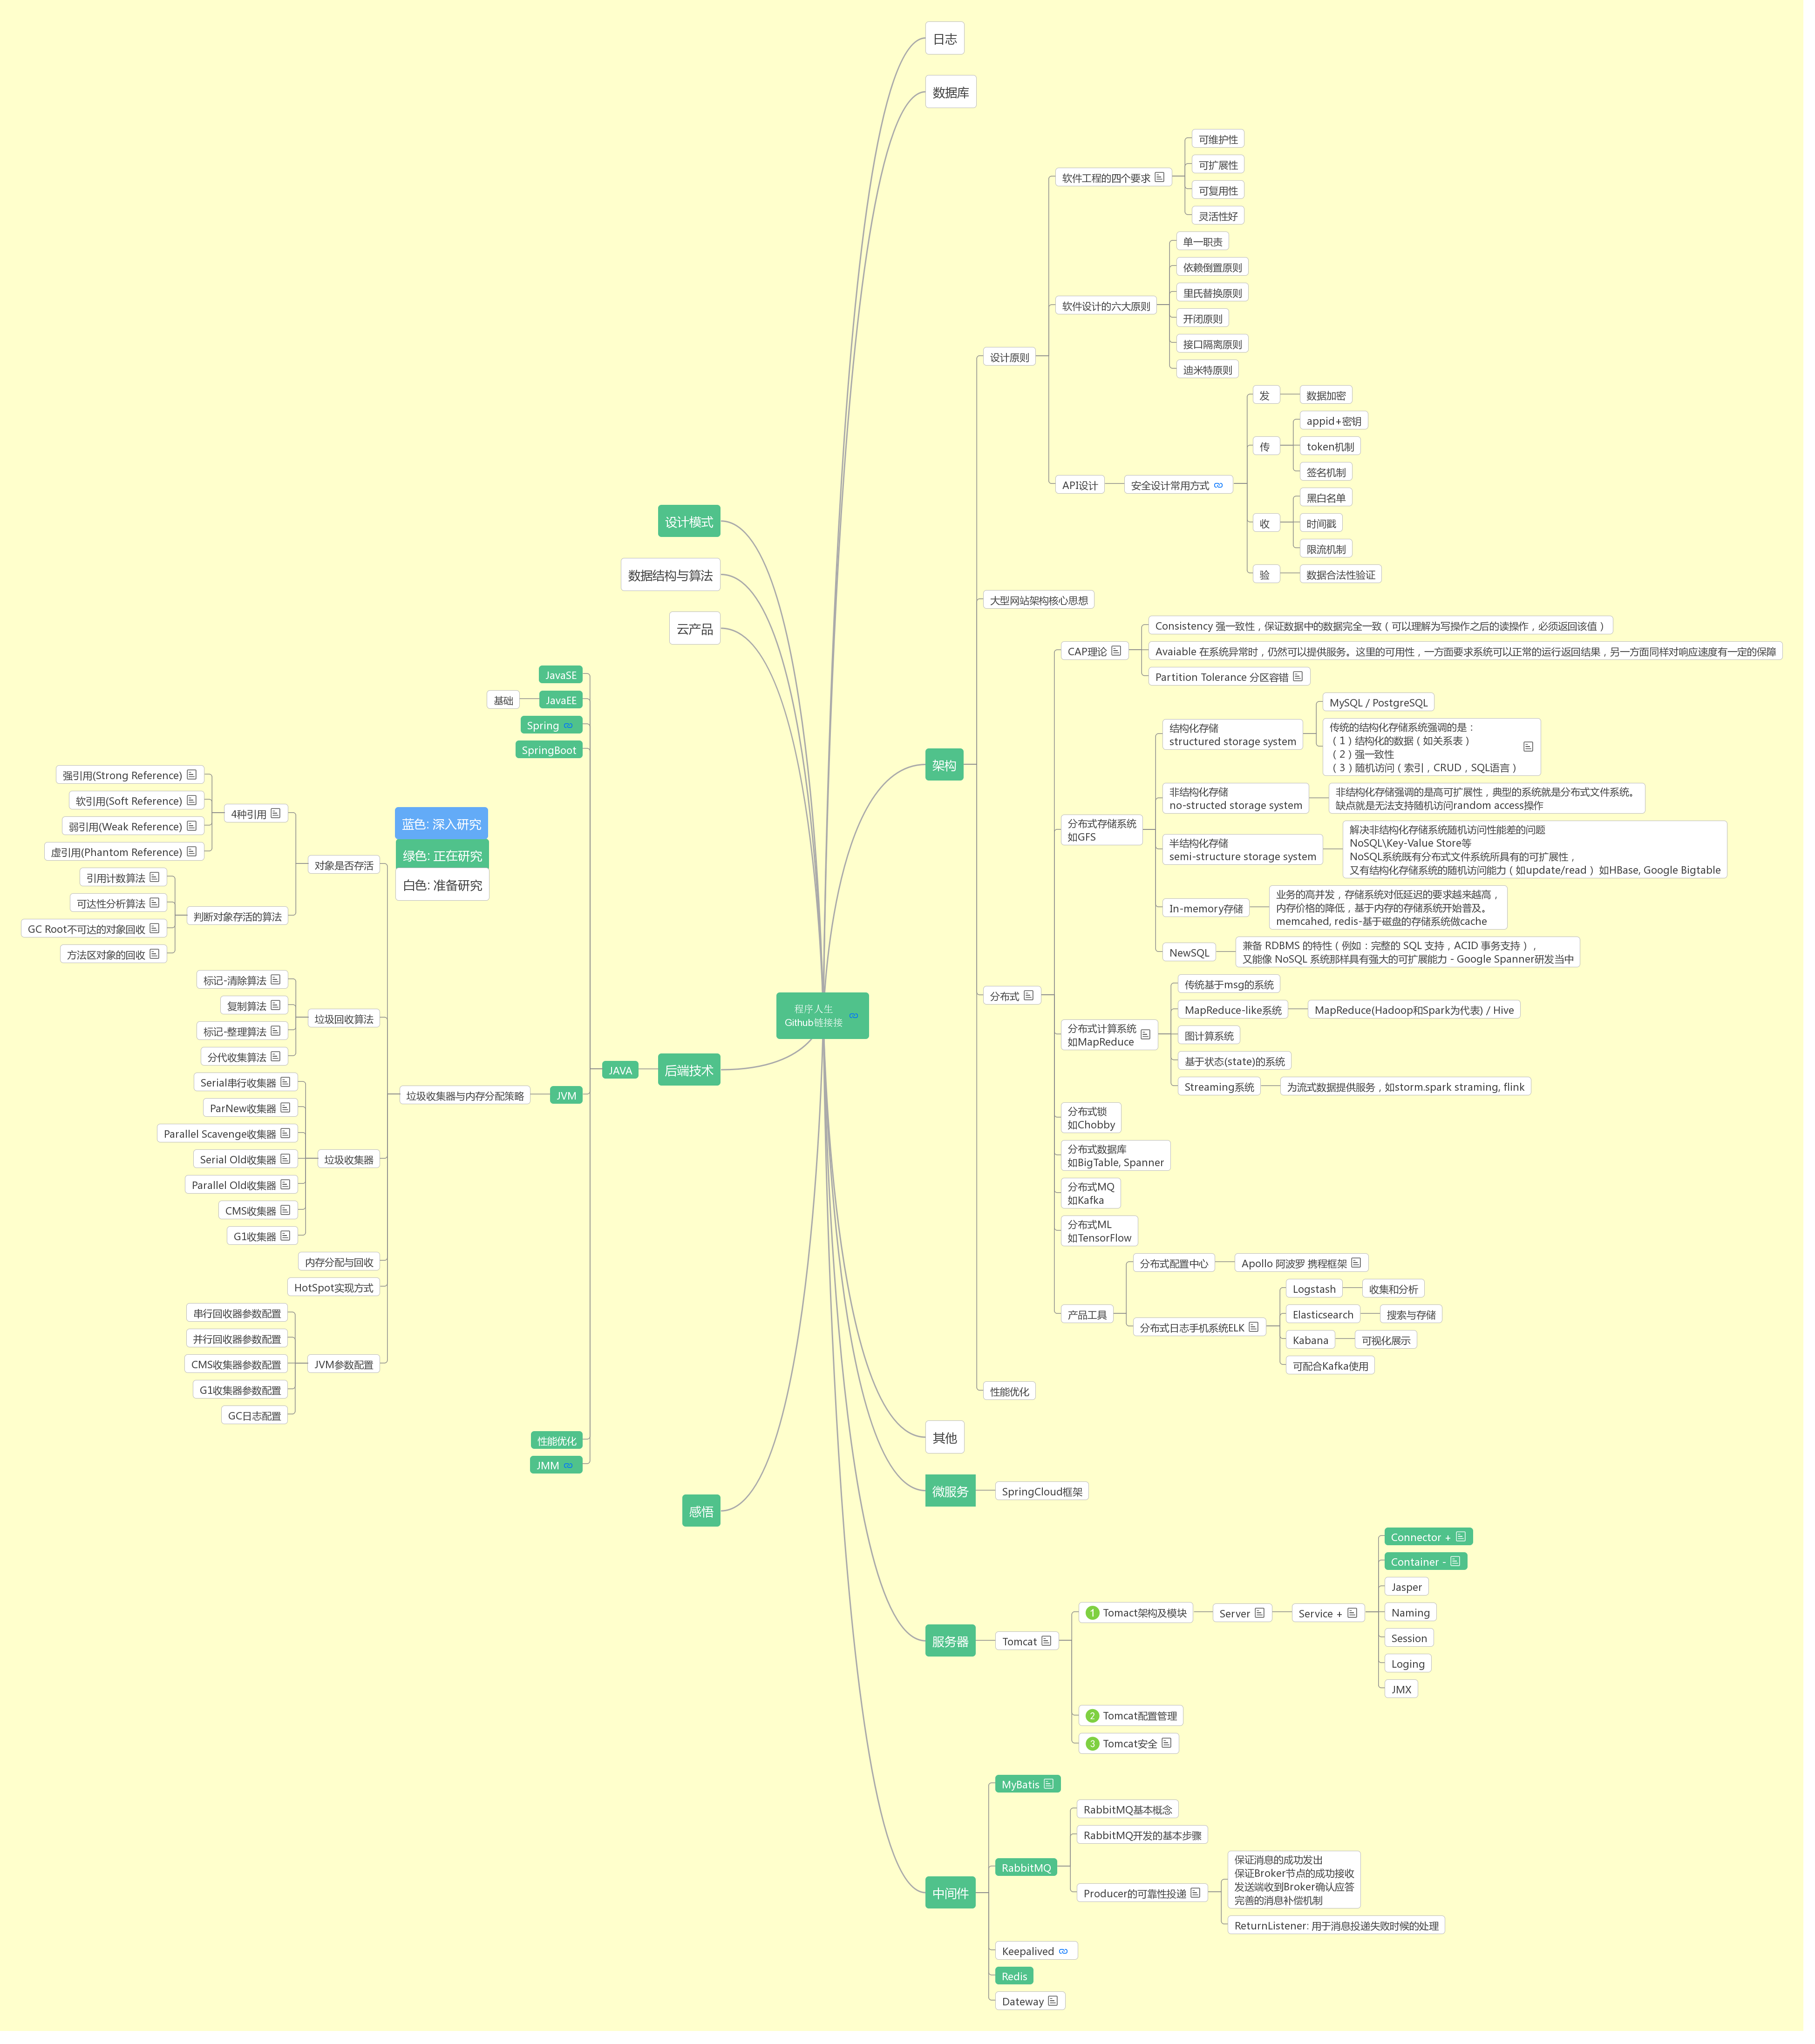 程序人生
Github链接接
日志
数据库
架构
设计原则
软件工程的四个要求
可维护性
可扩展性
可复用性
灵活性好
软件设计的六大原则
单一职责
依赖倒置原则
里氏替换原则
开闭原则
接口隔离原则
迪米特原则
API设计
安全设计常用方式
发
数据加密
传
appid+密钥
token机制
签名机制
收
黑白名单
时间戳
限流机制
验
数据合法性验证
大型网站架构核心思想
分布式
CAP理论
Consistency 强一致性，保证数据中的数据完全一致（可以理解为写操作之后的读操作，必须返回该值）
Avaiable 在系统异常时，仍然可以提供服务。这里的可用性，一方面要求系统可以正常的运行返回结果，另一方面同样对响应速度有一定的保障
Partition Tolerance 分区容错
分布式存储系统
如GFS
结构化存储
structured storage system
MySQL / PostgreSQL
传统的结构化存储系统强调的是：
（1）结构化的数据（如关系表）
（2）强一致性
（3）随机访问（索引，CRUD，SQL语言）
非结构化存储
no-structed storage system
非结构化存储强调的是高可扩展性，典型的系统就是分布式文件系统。
缺点就是无法支持随机访问random access操作
半结构化存储
semi-structure storage system
解决非结构化存储系统随机访问性能差的问题
NoSQL\Key-Value Store等
NoSQL系统既有分布式文件系统所具有的可扩展性，
又有结构化存储系统的随机访问能力（如update/read）如HBase, Google Bigtable
In-memory存储
业务的高并发，存储系统对低延迟的要求越来越高，
内存价格的降低，基于内存的存储系统开始普及。
memcahed, redis-基于磁盘的存储系统做cache
NewSQL
兼备 RDBMS 的特性（例如：完整的 SQL 支持，ACID 事务支持），
又能像 NoSQL 系统那样具有强大的可扩展能力 - Google Spanner研发当中
分布式计算系统
如MapReduce
传统基于msg的系统
MapReduce-like系统
MapReduce(Hadoop和Spark为代表) / Hive
图计算系统
基于状态(state)的系统
Streaming系统
为流式数据提供服务，如storm.spark straming, flink
分布式锁
如Chobby
分布式数据库
如BigTable, Spanner
分布式MQ
如Kafka
分布式ML
如TensorFlow
产品工具
分布式配置中心
Apollo 阿波罗 携程框架
分布式日志手机系统ELK
Logstash
收集和分析
Elasticsearch
搜索与存储
Kabana
可视化展示
可配合Kafka使用
性能优化
其他
微服务
SpringCloud框架
服务器
Tomcat
1 Tomact架构及模块
Server
Service +
Connector +
Container -
Jasper
Naming
Session
Loging
JMX
2 Tomcat配置管理
3 Tomcat安全
中间件
MyBatis
RabbitMQ
RabbitMQ基本概念
RabbitMQ开发的基本步骤
Producer的可靠性投递
保证消息的成功发出
保证Broker节点的成功接收
发送端收到Broker确认应答
完善的消息补偿机制
ReturnListener: 用于消息投递失败时候的处理
Keepalived
Redis
Dateway
设计模式
数据结构与算法
云产品
后端技术
JAVA
JavaSE
JavaEE
基础
Spring
SpringBoot
JVM
垃圾收集器与内存分配策略
对象是否存活
4种引用
强引用(Strong Reference)
软引用(Soft Reference)
弱引用(Weak Reference)
虚引用(Phantom Reference)
判断对象存活的算法
引用计数算法
可达性分析算法
GC Root不可达的对象回收
方法区对象的回收
垃圾回收算法
标记-清除算法
复制算法
标记-整理算法
分代收集算法
垃圾收集器
Serial串行收集器
ParNew收集器
Parallel Scavenge收集器
Serial Old收集器
Parallel Old收集器
CMS收集器
G1收集器
内存分配与回收
HotSpot实现方式
JVM参数配置
串行回收器参数配置
并行回收器参数配置
CMS收集器参数配置
G1收集器参数配置
GC日志配置
性能优化
JMM
感悟
蓝色: 深入研究
绿色: 正在研究
白色: 准备研究